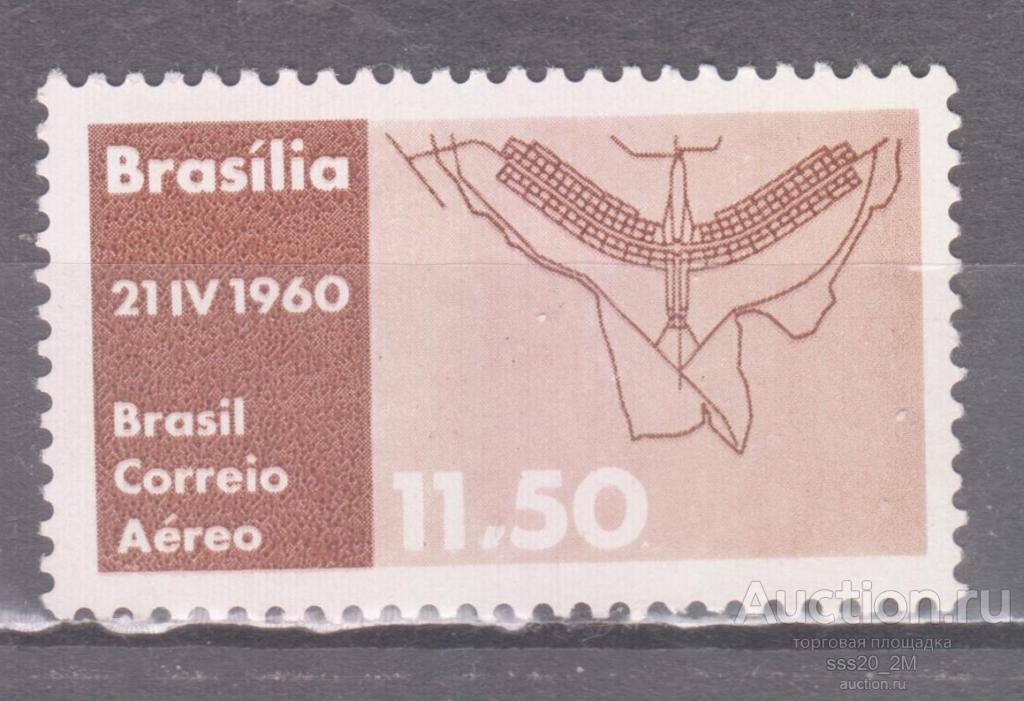 Brasília
21 IV 1960
Brasil
Correio
Aéreo
11,50
Auction.ru
торговая площадка
sss20_2M
auction.ru